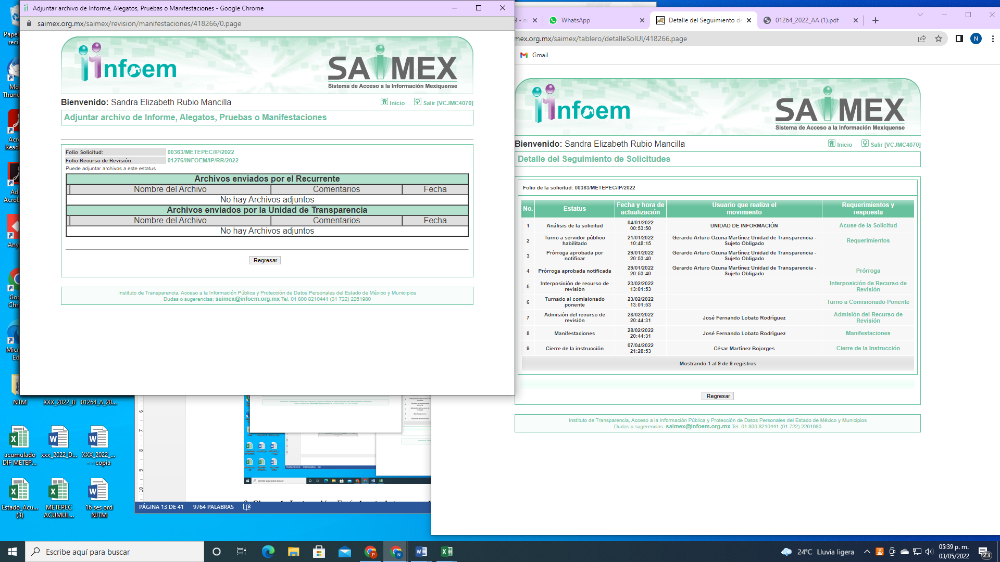 Adjuntar archivo de Informe, Alegatos, Pruebas o Manifestaciones - Google Chrome
saimex.org.mx/saimex/revision/manifestaciones/418266/0.page
infoem
SAIMEX
Sistema de Acceso a la Información Mexiquense
Bienvenido: Sandra Elizabeth Rubio Mancilla
Inicio
Salir [VCJMC4070]
Adjuntar archivo de Informe, Alegatos, Pruebas o Manifestaciones
Folio Solicitud: 00363/METEPEC/IP/2022
Folio Recurso de Revisión: 01276/INFOEM/IP/RR/2022
Puede adjuntar archivos a este estatus
Archivos enviados por el Recurrente
Nombre del Archivo Comentarios Fecha
No hay Archivos adjuntos
Archivos enviados por la Unidad de Transparencia
Nombre del Archivo Comentarios Fecha
No hay Archivos adjuntos
Regresar
Instituto de Transparencia, Acceso a la Información Pública y Protección de Datos Personales del Estado de México y Municipios
Dudas o sugerencias: saimex@infoem.org.mx Tel. 01 800 8210441 (01 722) 2261980
WhatsApp
Detalle del Seguimiento de
01264_2022_AA (1).pdf
mex.org.mx/saimex/tablero/detalleSolUI/418266.page
N
Gmail
infoem
SAIMEX
Sistema de Acceso a la Información Mexiquense
Bienvenido: Sandra Elizabeth Rubio Mancilla
Inicio
Salir [VCJMC4070]
Detalle del Seguimiento de Solicitudes
Folio de la solicitud: 00363/METEPEC/IP/2022
No. Estatus Fecha y hora de actualización Usuario que realiza el movimiento Requerimientos y respuesta
1 Análisis de la solicitud 04/01/2022 00:53:50 UNIDAD DE INFORMACIÓN Acuse de la Solicitud
2 Turno a servidor público habilitado 21/01/2022 10:48:15 Gerardo Arturo Ozuna Martínez Unidad de Transparencia - Sujeto Obligado Requerimientos
3 Prórroga aprobada por notificar 29/01/2022 20:53:40 Gerardo Arturo Ozuna Martínez Unidad de Transparencia - Sujeto Obligado
4 Prórroga aprobada notificada 29/01/2022 20:53:40 Gerardo Arturo Ozuna Martínez Unidad de Transparencia - Sujeto Obligado Prórroga
5 Interposición de recurso de revisión 23/02/2022 13:01:53 Interposición de Recurso de Revisión
6 Turnado al comisionado ponente 23/02/2022 13:01:53 Turno a Comisionado Ponente
7 Admisión del recurso de revisión 28/02/2022 20:44:31 José Fernando Lobato Rodríguez Admisión del Recurso de Revisión
8 Manifestaciones 28/02/2022 20:44:31 José Fernando Lobato Rodríguez Manifestaciones
9 Cierre de la instrucción 07/04/2022 21:28:53 César Martínez Bojorges Cierre de la Instrucción
Mostrando 1 al 9 de 9 registros
Regresar
Instituto de Transparencia, Acceso a la Información Pública y Protección de Datos Personales del Estado de México y Municipios
Dudas o sugerencias: saimex@infoem.org.mx Tel. 01 800 8210441 (01 722) 2261980
NTM
XXX_2022_IJ
01264_A_20...
acumulado DIF METEP...
xxx_2022_D...
XXX_2022_... - - copia
Estado_Acu... (3)
METEPEC ACUMUL...
16 ses ord NJTM
PÁGINA 13 DE 41 9764 PALABRAS
Escribe aquí para buscar
24°C Lluvia ligera
05:39 p. m.
03/05/2022
23